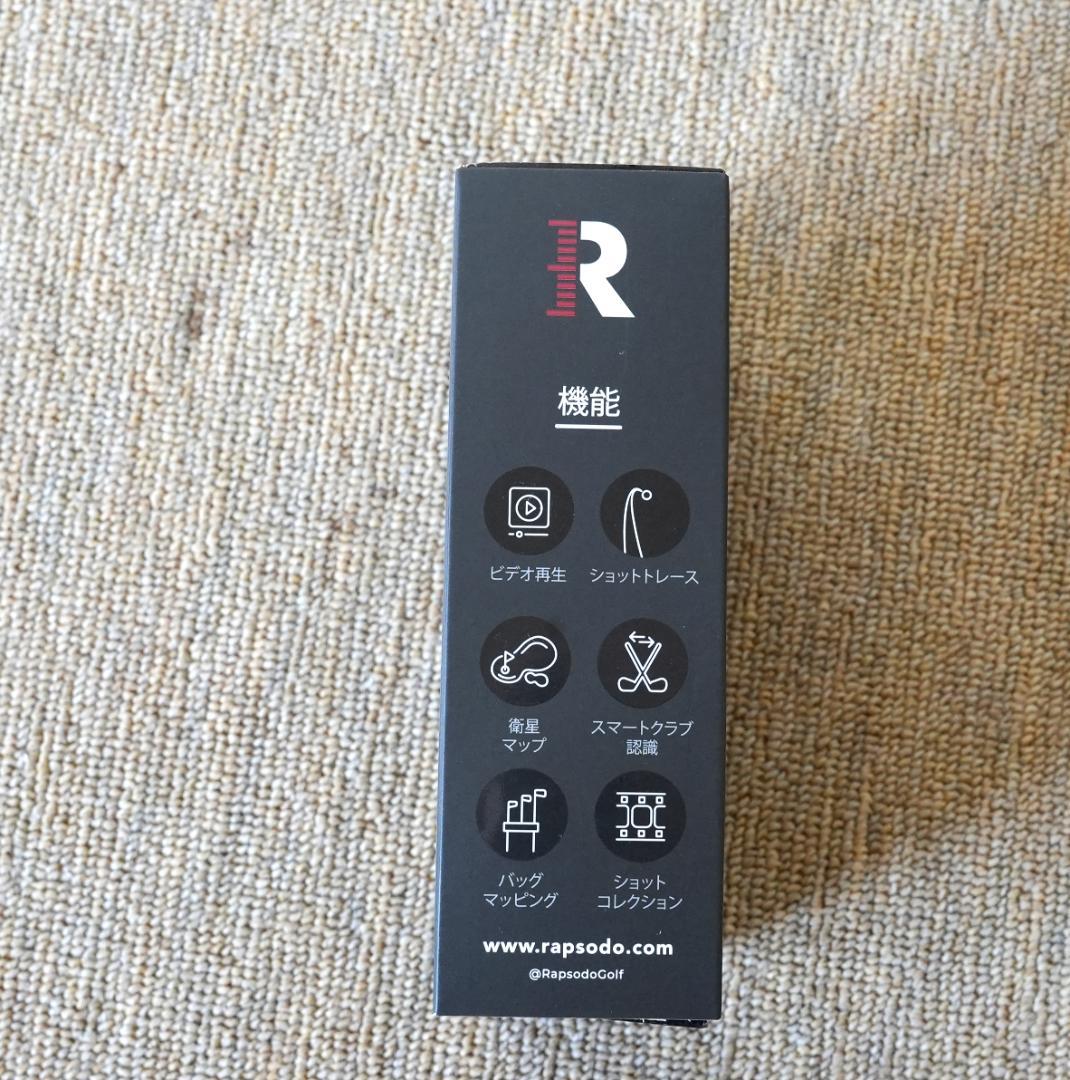 R
機能
ビデオ再生 ショットトレース
衛星
マップ
スマートクラブ
認識
バッグ
マッピング
ショット
コレクション
www.rapsodo.com
@RapsodoGolf